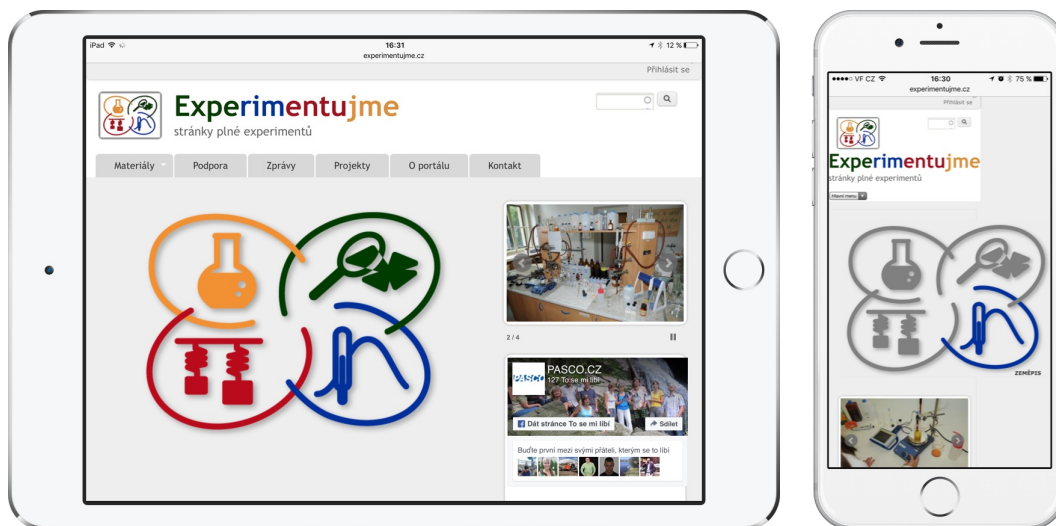 iPad 16:31 12 %
experimentujme.cz
Přihlásit se
Experimentujme
stránky plné experimentů
Materiály Podpora Zprávy Projekty O portálu Kontakt
2 / 4
PASCO
PASCO.CZ
127 To se mi líbí
Dát stránce To se mi líbí Sdílet
Buďte první mezi svými přáteli, kterým se to líbí
VF CZ 16:30 75 %
experimentujme.cz
Přihlásit se
Experimentujme
stránky plné experimentů
Hlavní menu
ZEMĚPIS